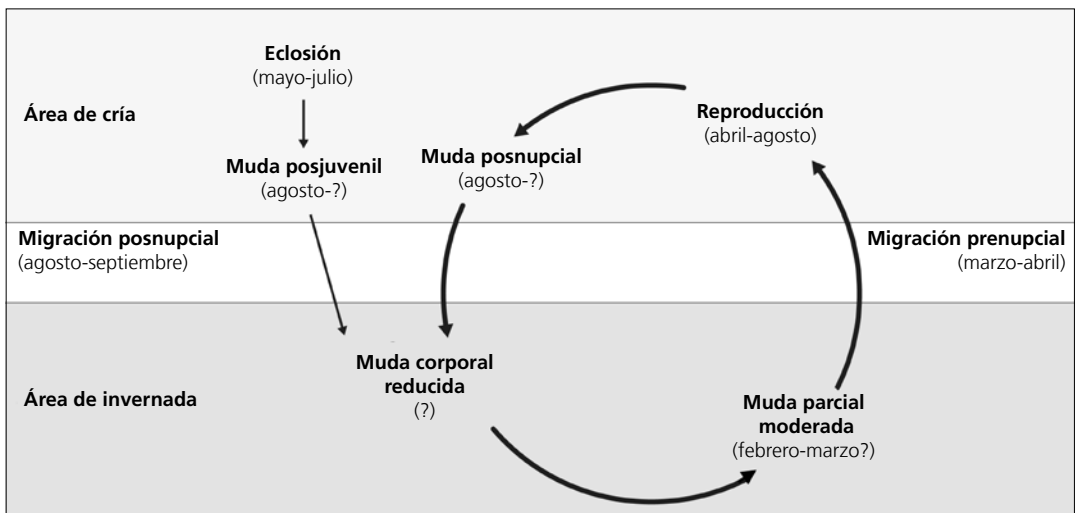 Eclosión
(mayo-julio)
Área de cría
Reproducción
(abril-agosto)
Muda posjuvenil
(agosto-?)
Muda posnupcial
(agosto-?)
Migración posnupcial
(agosto-septiembre)
Migración prenupcial
(marzo-abril)
Muda corporal
reducida
(?)
Área de invernada
Muda parcial
moderada
(febrero-marzo?)